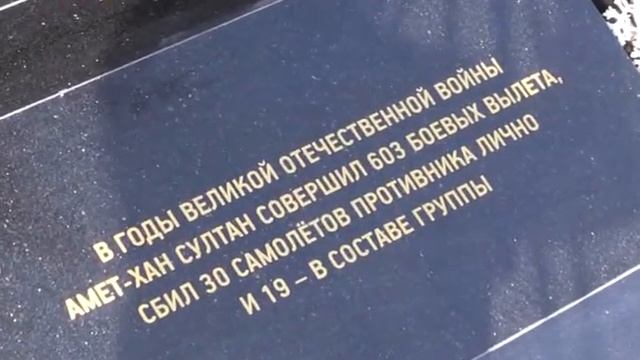 В ГОДЫ ВЕЛИКОЙ ОТЕЧЕСТВЕННОЙ ВОЙНЫ
АМЕТ-ХАН СУЛТАН СОВЕРШИЛ 603 БОЕВЫХ ВЫЛЕТА,
СБИЛ 30 САМОЛЁТОВ ПРОТИВНИКА ЛИЧНО
И 19 – В СОСТАВЕ ГРУППЫ